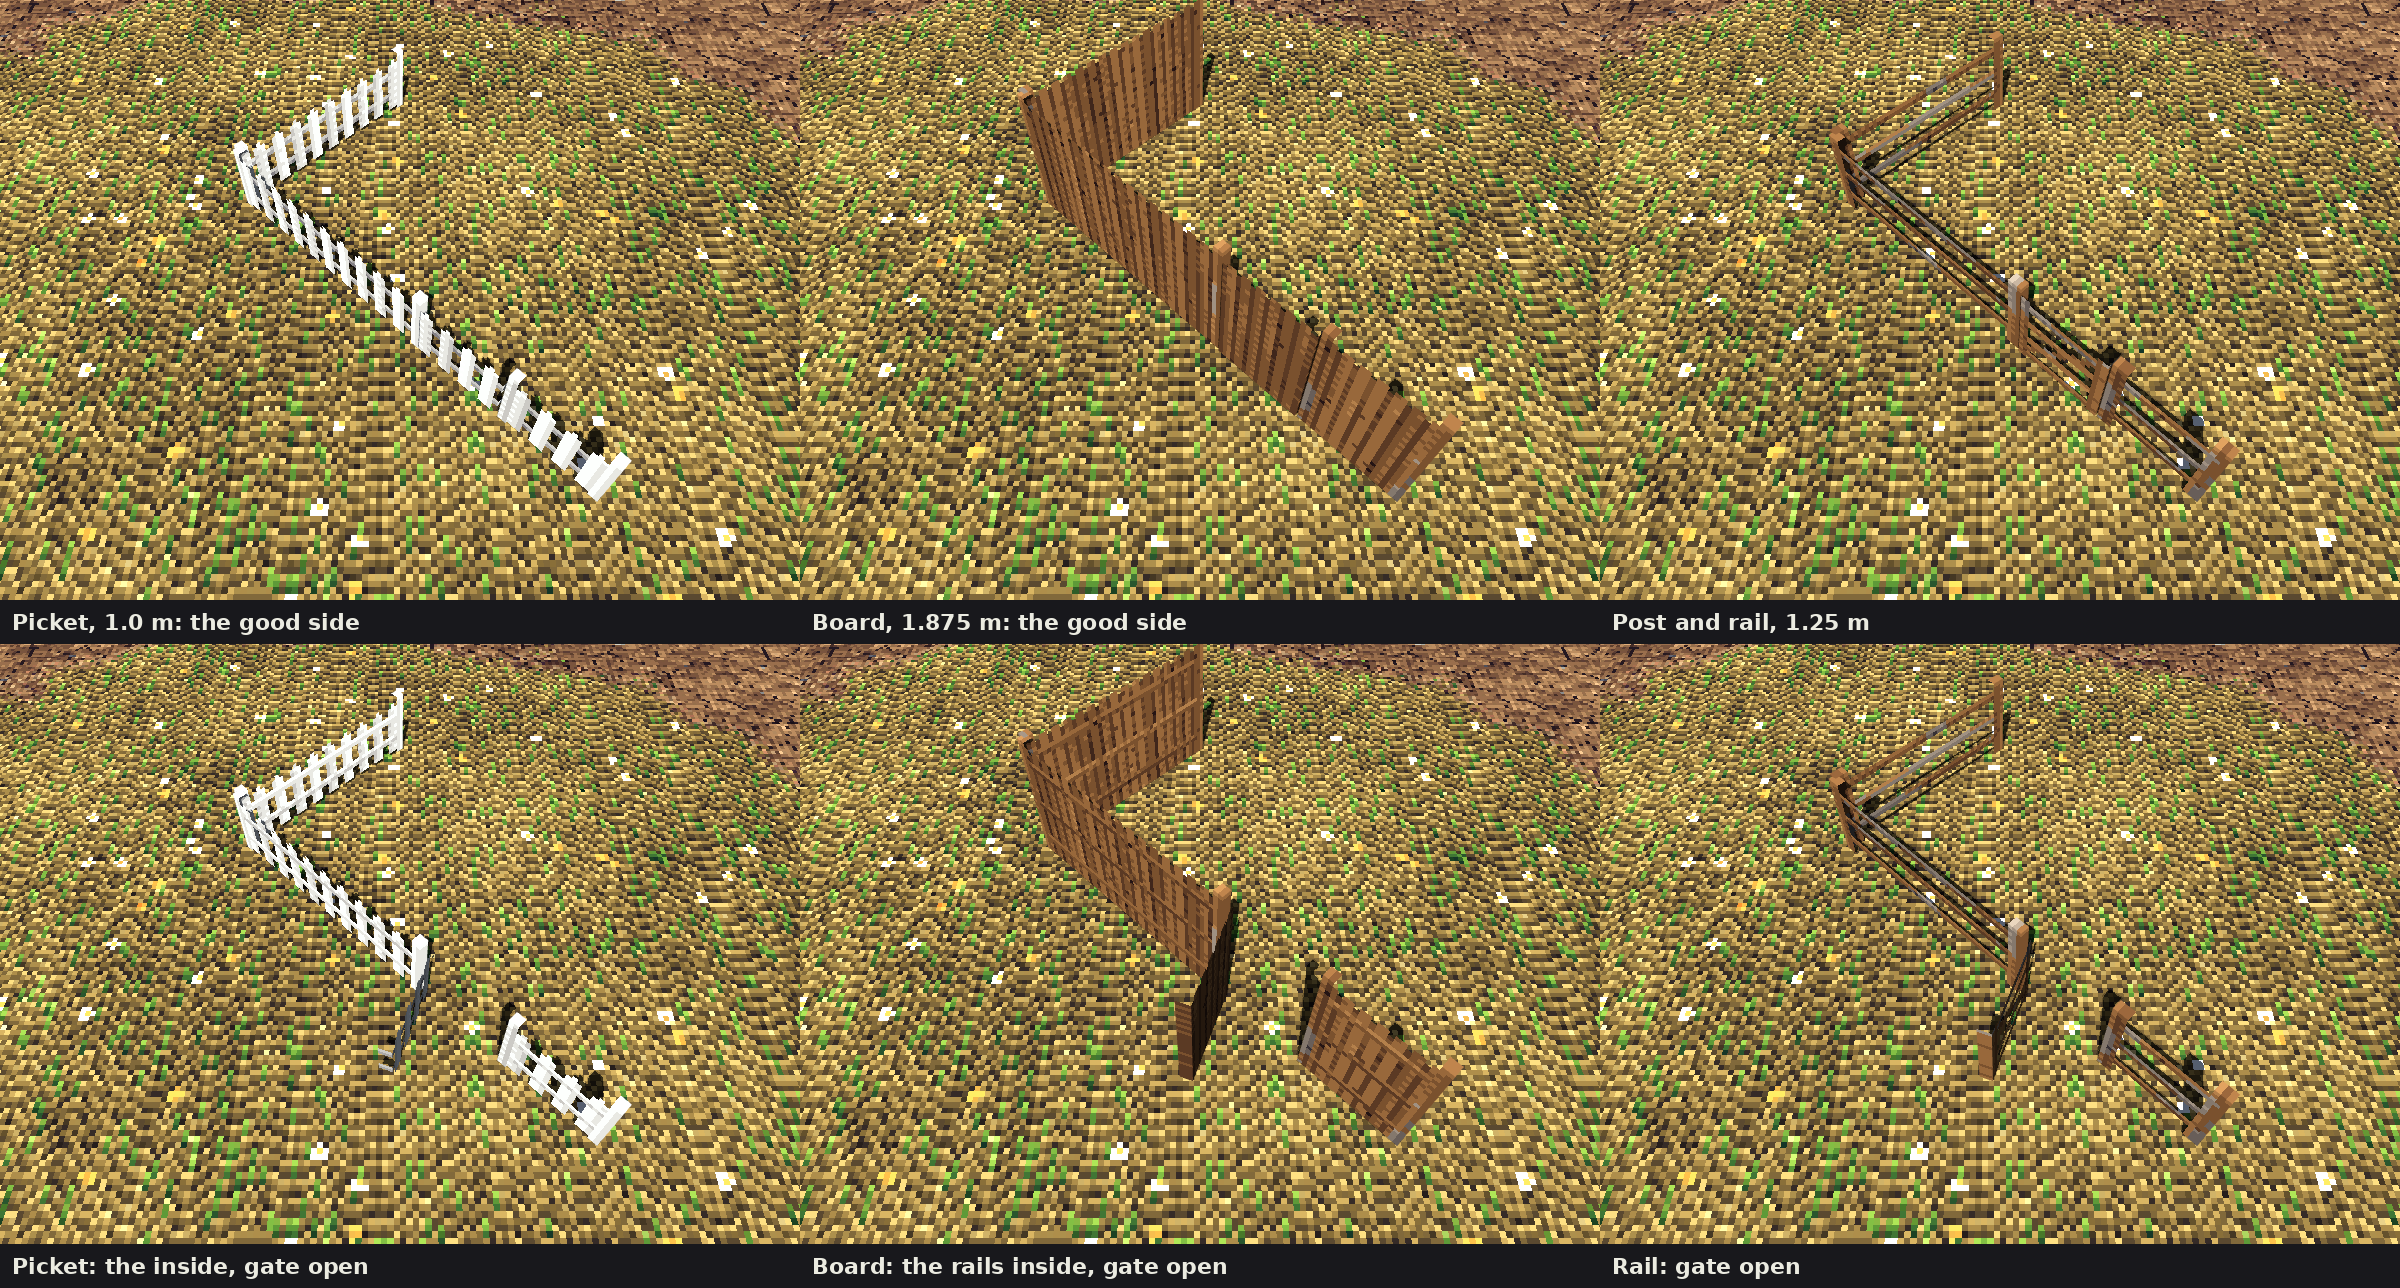 Picket, 1.0 m: the good side
Board, 1.875 m: the good side
Post and rail, 1.25 m
Picket: the inside, gate open
Board: the rails inside, gate open
Rail: gate open